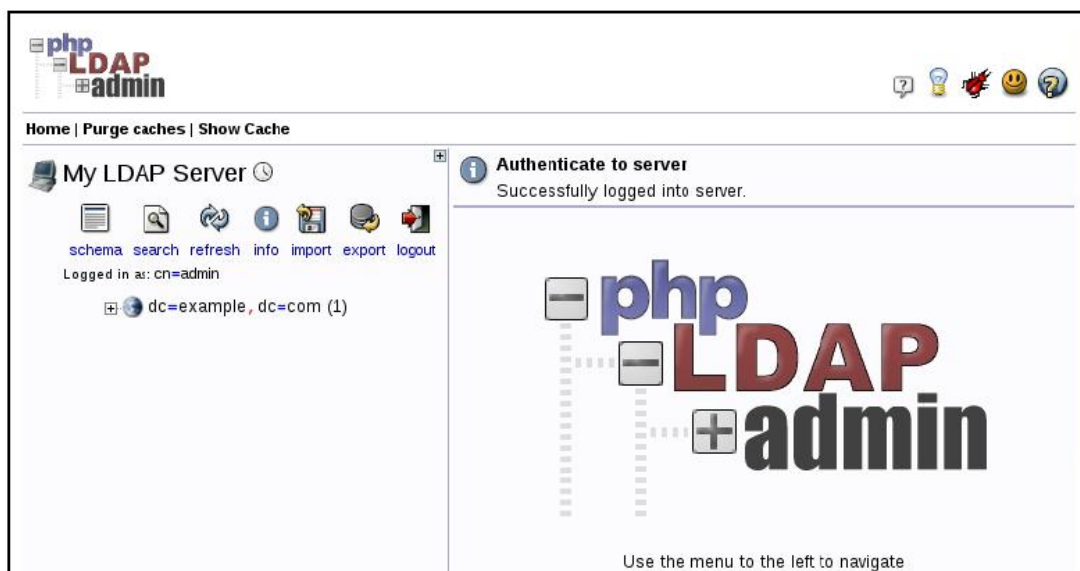 php
LDAP
admin
Home | Purge caches | Show Cache
My LDAP Server
schema search refresh info import export logout
Logged in as: cn=admin
dc=example, dc=com (1)
Authenticate to server
Successfully logged into server.
php
LDAP
admin
Use the menu to the left to navigate